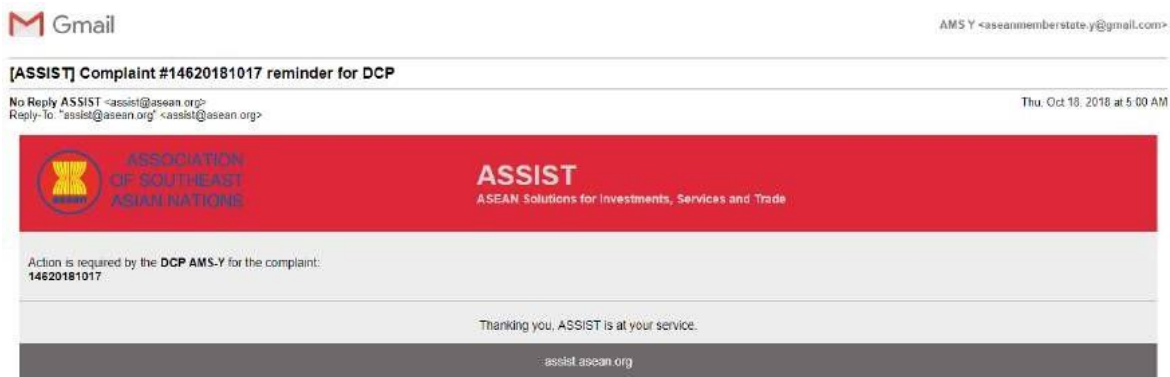 Gmail
AMS Y <aseanmemberstate.y@gmail.com>
[ASSIST] Complaint #14620181017 reminder for DCP
No Reply ASSIST <assist@asean.org>
Thu, Oct 18, 2018 at 5:00 AM
Reply-To: "assist@asean.org" <assist@asean.org>
ASSOCIATION
OF SOUTHEAST
ASIAN NATIONS
asean
ASSIST
ASEAN Solutions for Investments, Services and Trade
Action is required by the DCP AMS-Y for the complaint:
14620181017
Thanking you, ASSIST is at your service.
assist.asean.org